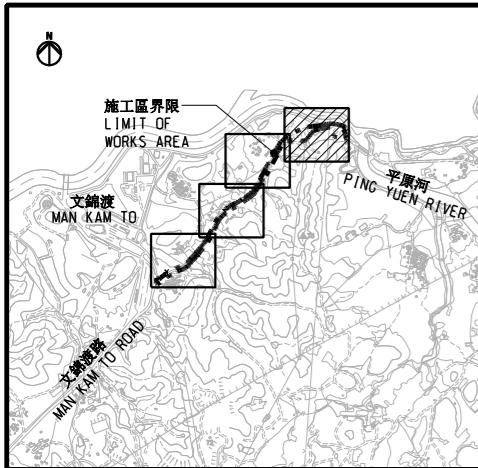 N
施工區界限
LIMIT OF
WORKS AREA
平原河
PING YUEN RIVER
文錦渡
MAN KAM TO
文錦渡路
MAN KAM TO ROAD